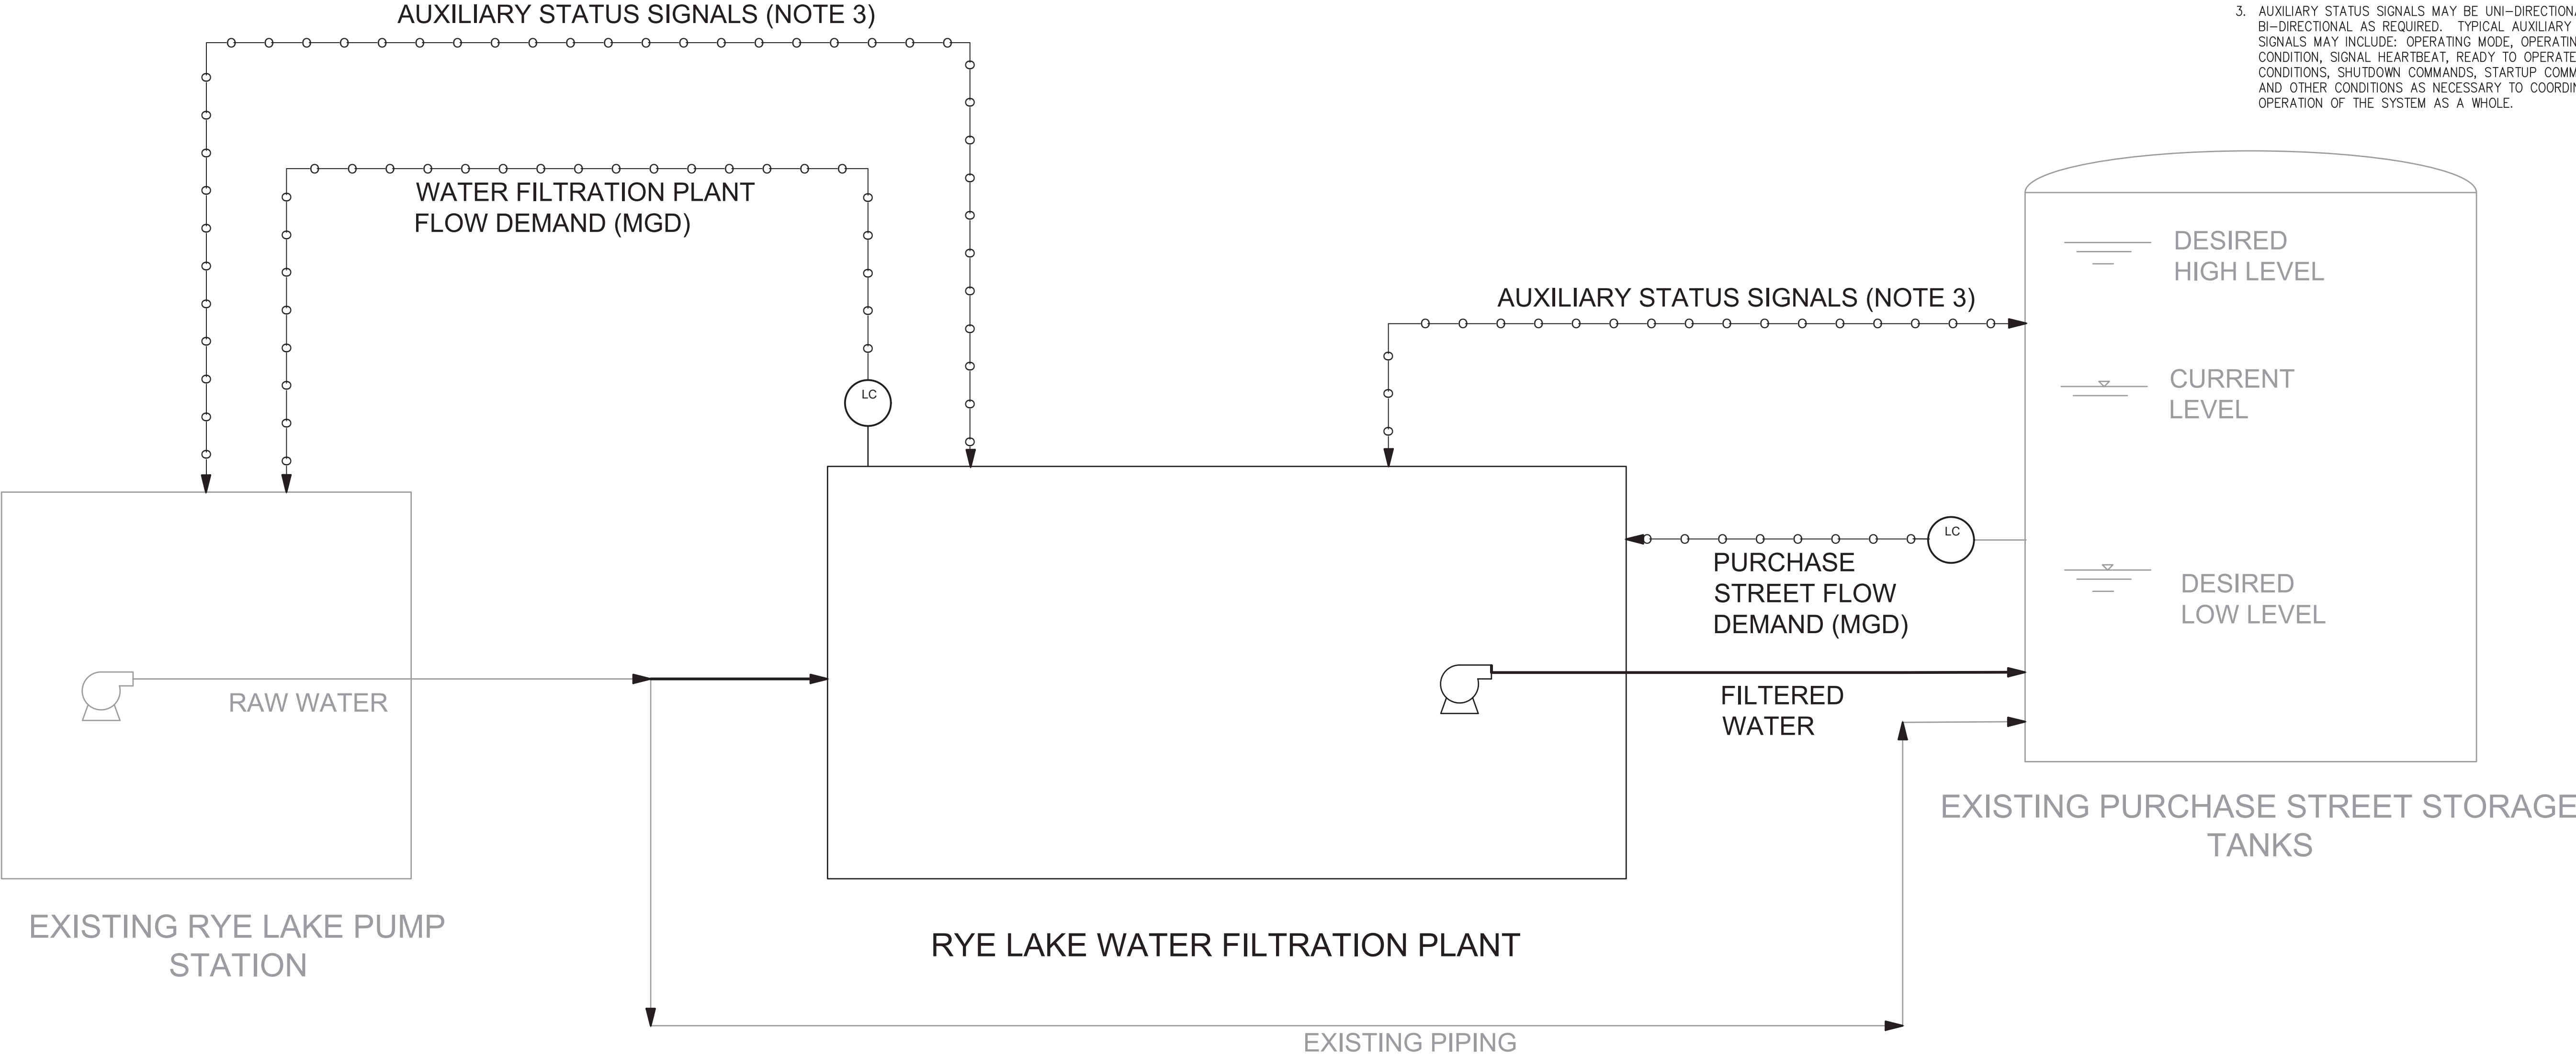 AUXILIARY STATUS SIGNALS (NOTE 3)
3. AUXILIARY STATUS SIGNALS MAY BE UNI-DIRECTIONA
BI-DIRECTIONAL AS REQUIRED. TYPICAL AUXILIARY
SIGNALS MAY INCLUDE: OPERATING MODE, OPERATIN
CONDITION, SIGNAL HEARTBEAT, READY TO OPERATE
CONDITIONS, SHUTDOWN COMMANDS, STARTUP COMM
AND OTHER CONDITIONS AS NECESSARY TO COORDI
OPERATION OF THE SYSTEM AS A WHOLE.
WATER FILTRATION PLANT
FLOW DEMAND (MGD)
DESIRED
HIGH LEVEL
AUXILIARY STATUS SIGNALS (NOTE 3)
CURRENT
LEVEL
LC
LC
PURCHASE
STREET FLOW
DEMAND (MGD)
DESIRED
LOW LEVEL
RAW WATER
FILTERED
WATER
EXISTING PURCHASE STREET STORAGE
TANKS
EXISTING RYE LAKE PUMP
STATION
RYE LAKE WATER FILTRATION PLANT
EXISTING PIPING